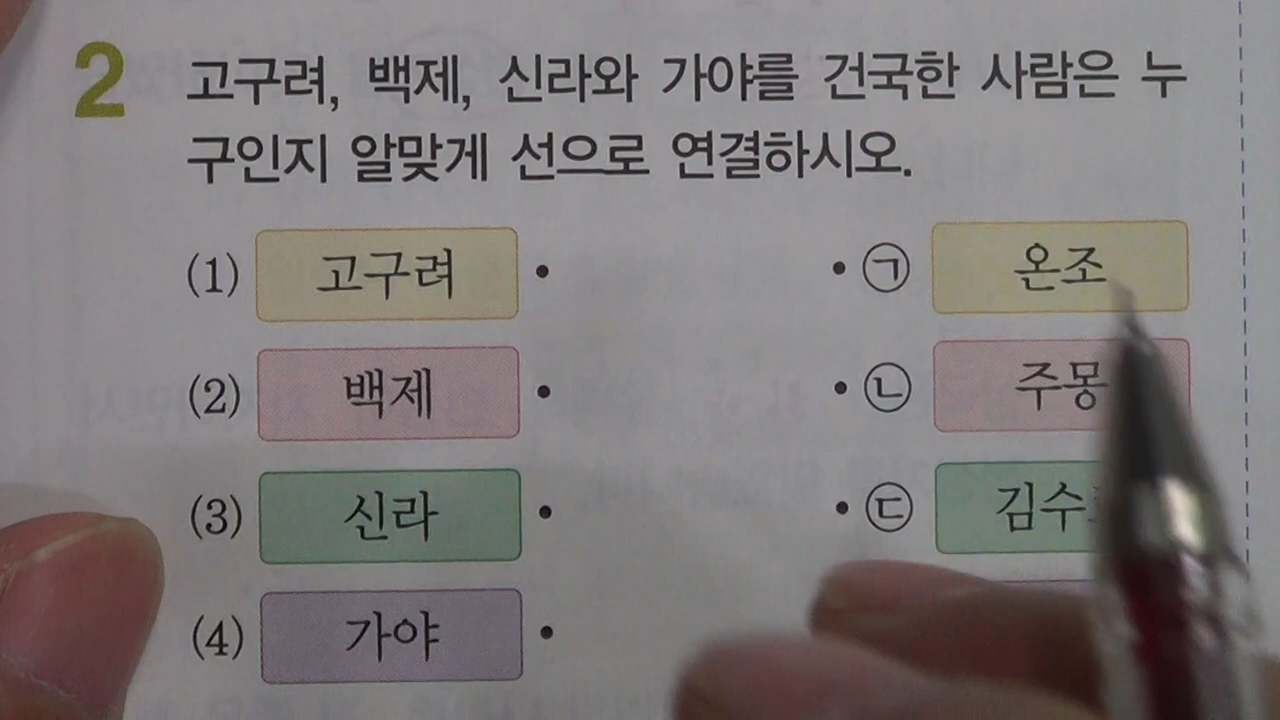 2 고구려, 백제, 신라와 가야를 건국한 사람은 누
구인지 알맞게 선으로 연결하시오.
(1) 고구려 • • ㉠ 온조
(2) 백제 • • ㉡ 주몽
(3) 신라 • • ㉢
(4) 가야 •